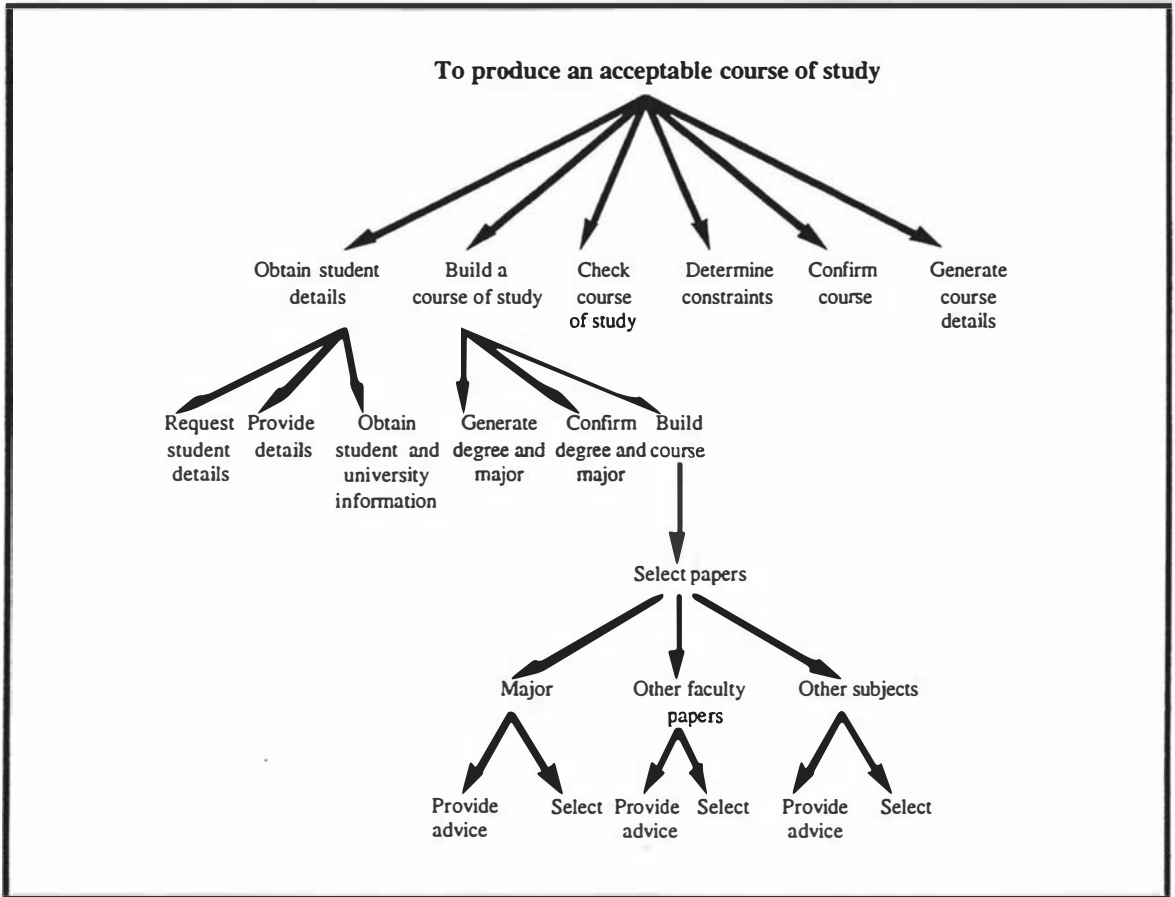 To produce an acceptable course of study
Obtain student
details
Build a
course of study
Check
course
of study
Determine
constraints
Confirm
course
Generate
course
details
Request
student
details
Provide
details
Obtain
student and
university
information
Generate
degree and
major
Confirm
degree and
major
Build
course
Select papers
Major
Other faculty
papers
Other subjects
Provide
advice
Select
Provide
advice
Select
Provide
advice
Select